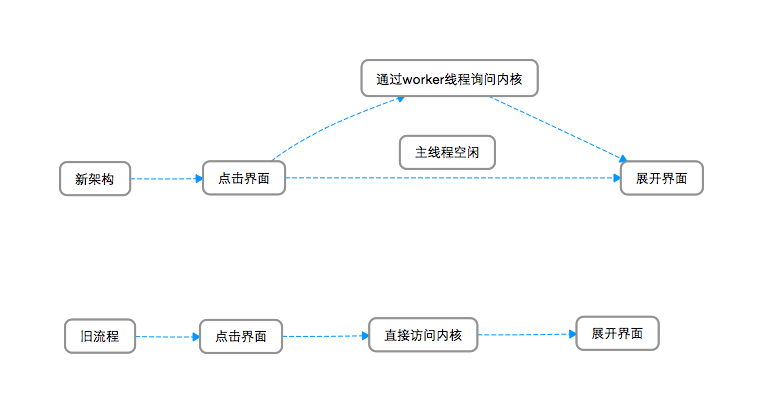 通过worker线程询问内核
主线程空闲
新架构
点击界面
展开界面
旧流程
点击界面
直接访问内核
展开界面